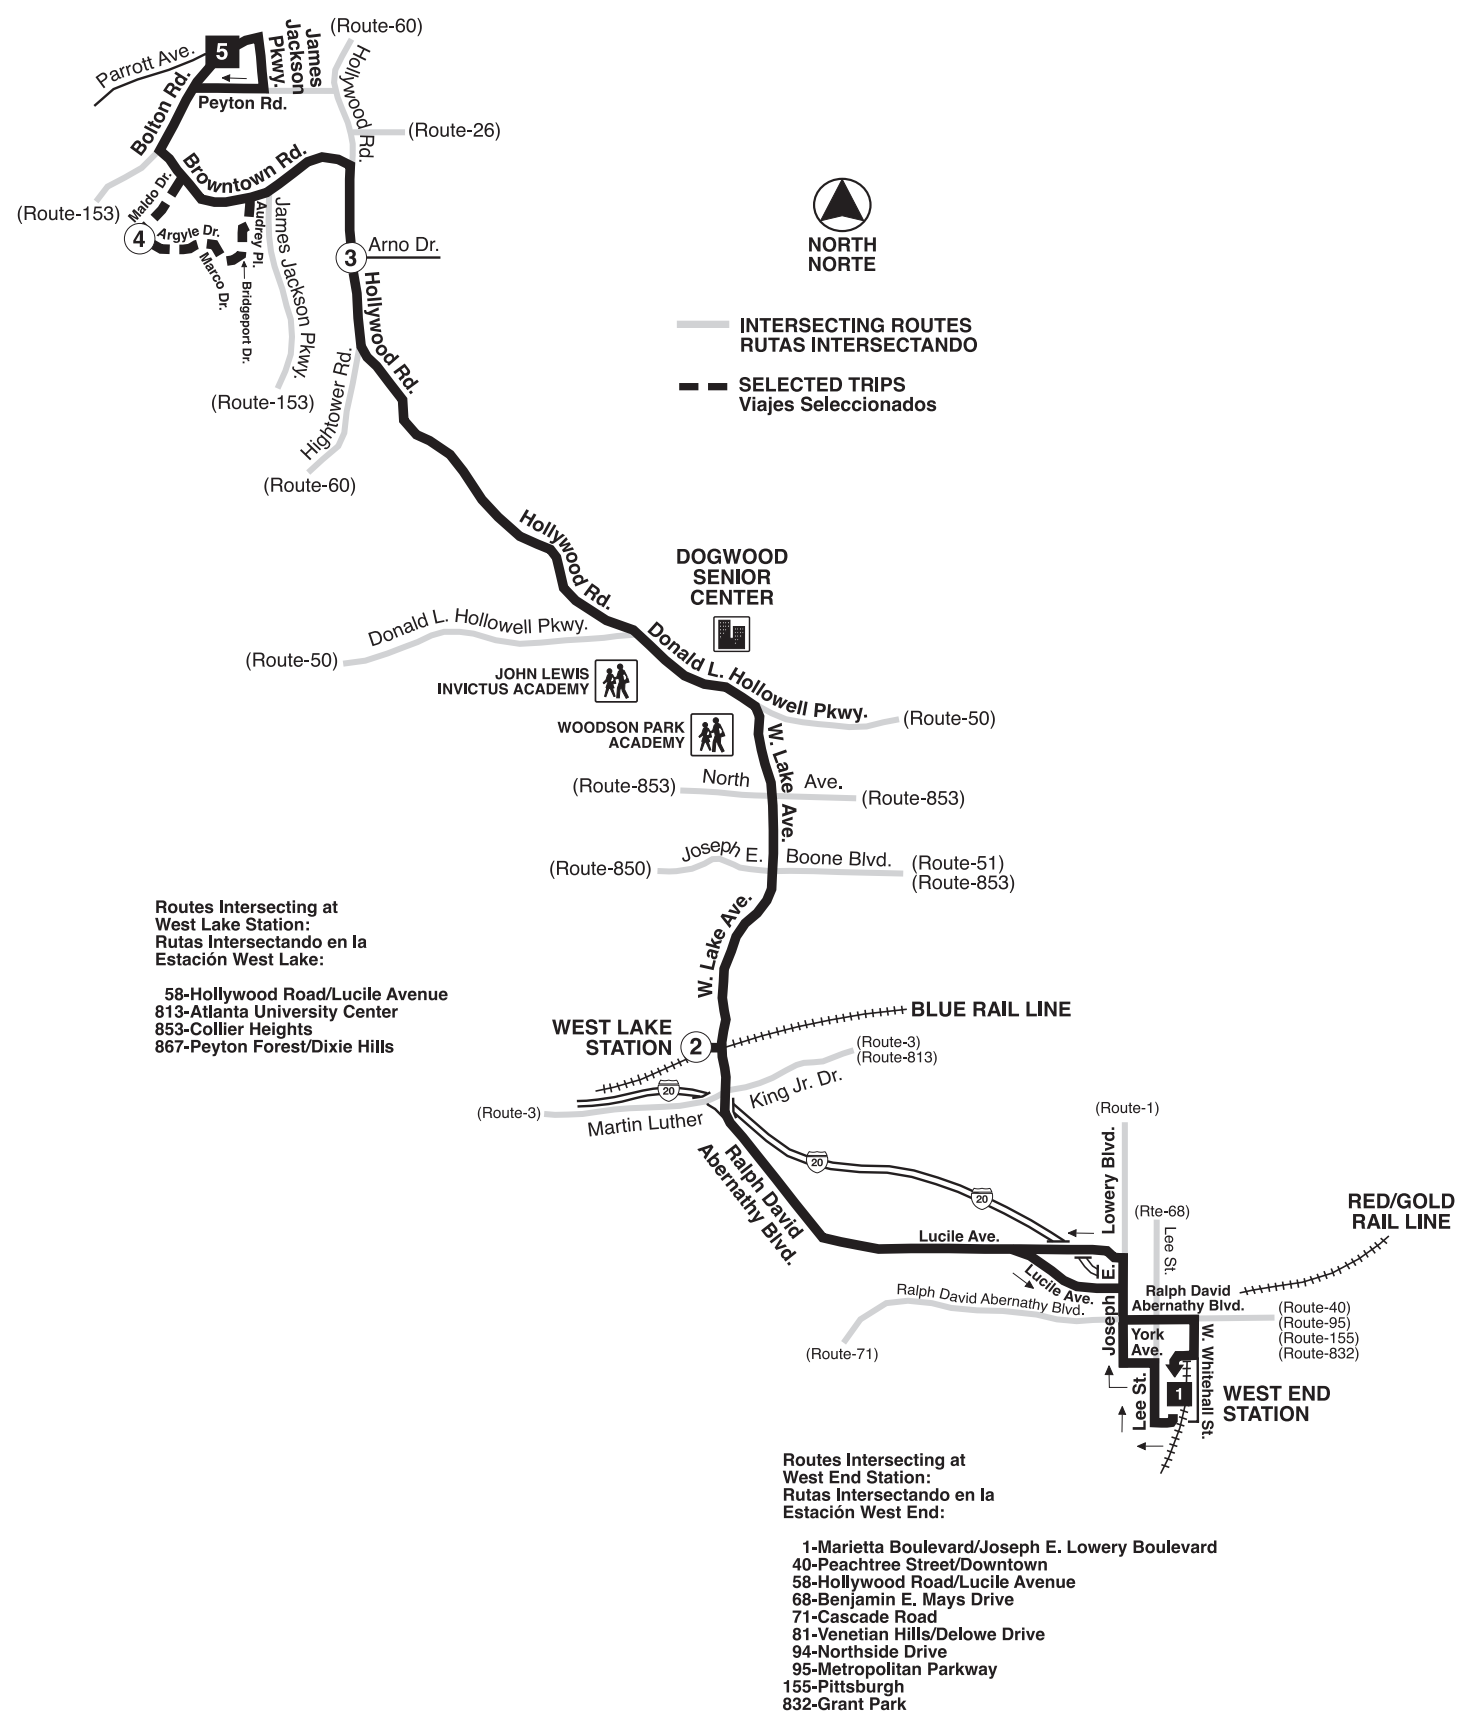 (Route-60)
James
Jackson
Pkwy.
5
Parrott Ave.
Hollywood Rd.
Peyton Rd.
Bolton Rd.
(Route-26)
Browntown Rd.
Maldo Dr.
(Route-153)
4
Argyle Dr.
Marco Dr.
Audrey Pl.
Bridgeport Dr.
James Jackson Pkwy.
(Route-153)
3
Arno Dr.
Hollywood Rd.
Hightower Rd.
(Route-60)
NORTH
NORTE
INTERSECTING ROUTES
RUTAS INTERSECTANDO
SELECTED TRIPS
Viajes Seleccionados
Hollywood Rd.
DOGWOOD
SENIOR
CENTER
Donald L. Hollowell Pkwy.
(Route-50)
Donald L. Hollowell Pkwy.
(Route-50)
JOHN LEWIS
INVICTUS ACADEMY
WOODSON PARK
ACADEMY
W. Lake Ave.
(Route-853)
North Ave.
(Route-853)
(Route-850)
Joseph E. Boone Blvd.
(Route-51)
(Route-853)
W. Lake Ave.
Routes Intersecting at
West Lake Station:
Rutas Intersectando en la
Estación West Lake:
58-Hollywood Road/Lucile Avenue
813-Atlanta University Center
853-Collier Heights
867-Peyton Forest/Dixie Hills
BLUE RAIL LINE
WEST LAKE
STATION
2
(Route-3)
(Route-813)
20
(Route-3)
Martin Luther King Jr. Dr.
20
20
Ralph David
Abernathy Blvd.
(Route-1)
Joseph E. Lowery Blvd.
(Rte-68)
Lee St.
RED/GOLD
RAIL LINE
Lucile Ave.
Lucile Ave.
Ralph David Abernathy Blvd.
(Route-71)
Ralph David
Abernathy Blvd.
(Route-40)
(Route-95)
(Route-155)
(Route-832)
York
Ave.
W. Whitehall St.
Lee St.
1
WEST END
STATION
Routes Intersecting at
West End Station:
Rutas Intersectando en la
Estación West End:
1-Marietta Boulevard/Joseph E. Lowery Boulevard
40-Peachtree Street/Downtown
58-Hollywood Road/Lucile Avenue
68-Benjamin E. Mays Drive
71-Cascade Road
81-Venetian Hills/Delowe Drive
94-Northside Drive
95-Metropolitan Parkway
155-Pittsburgh
832-Grant Park